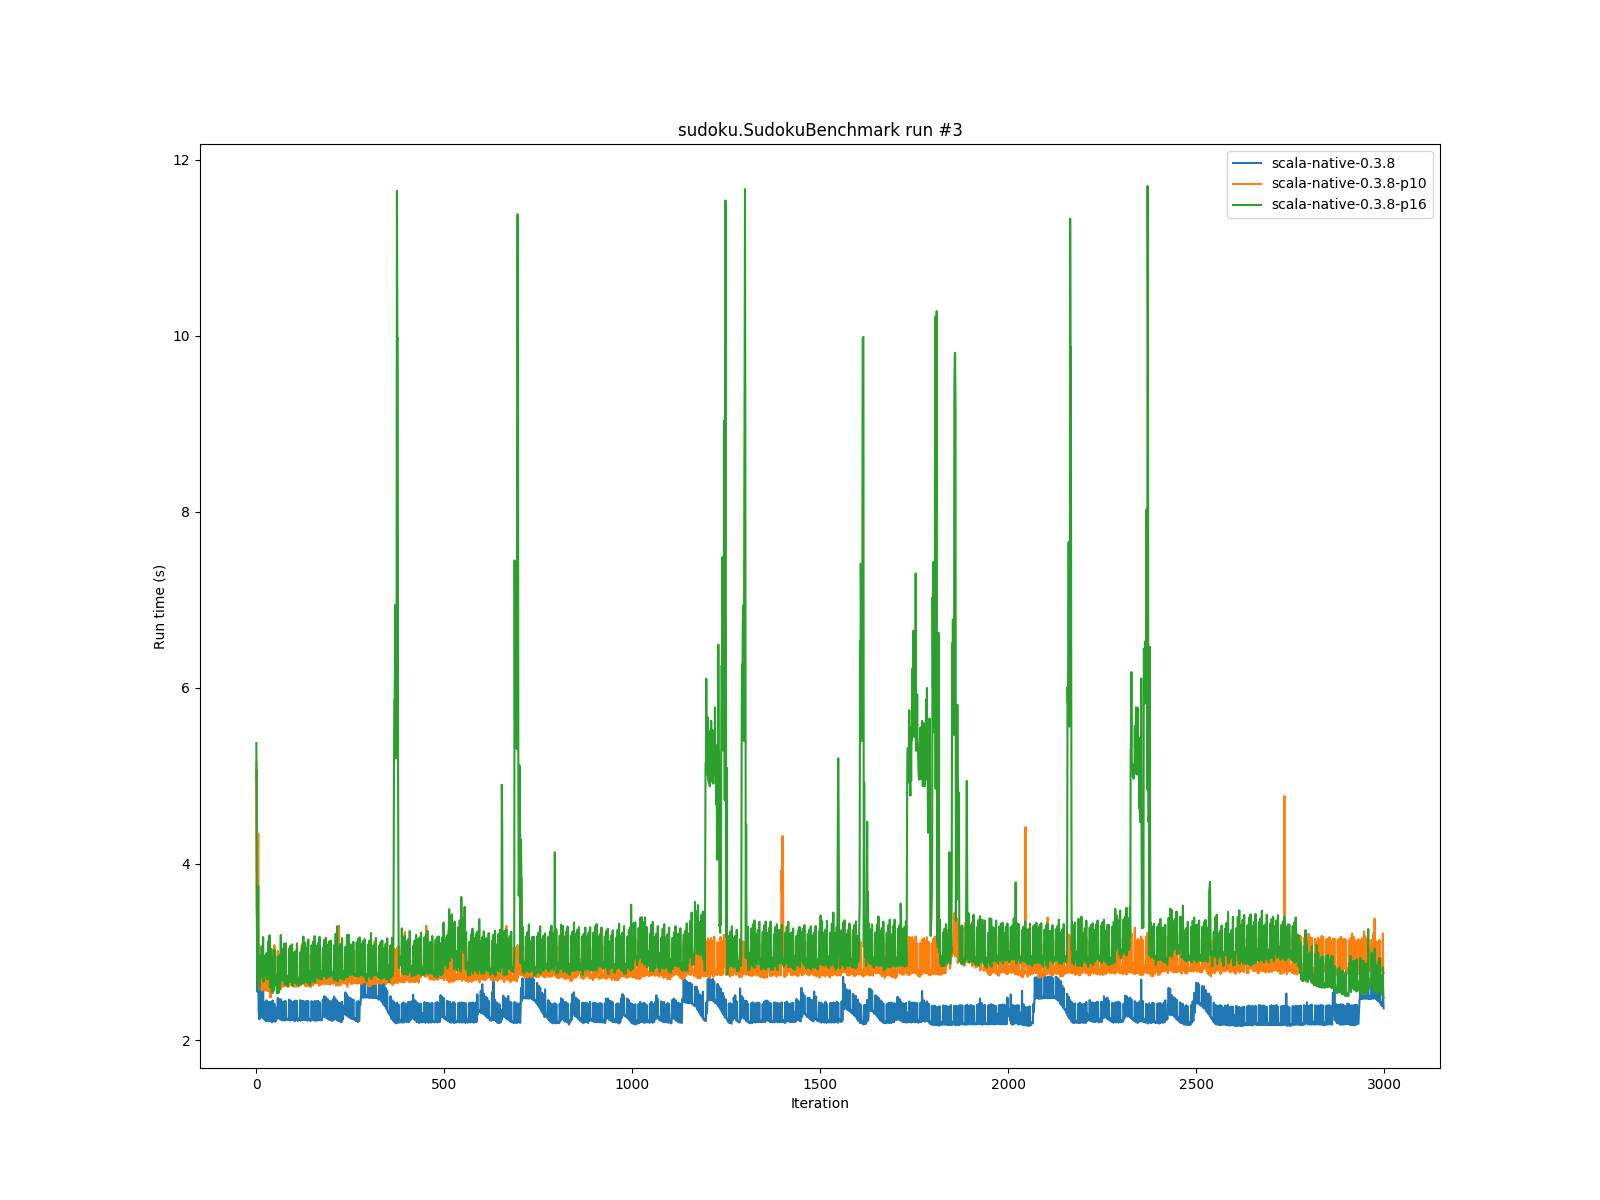 sudoku.SudokuBenchmark run #3
scala-native-0.3.8
scala-native-0.3.8-p10
scala-native-0.3.8-p16
Run time (s)
12
10
8
6
4
2
0
500
1000
1500
2000
2500
3000
Iteration